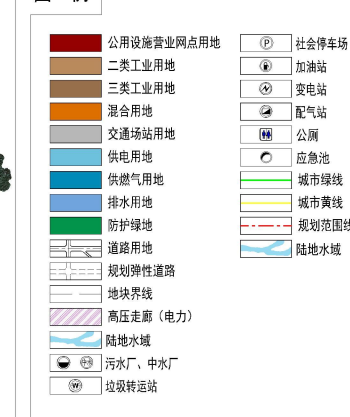 公用设施营业网点用地
二类工业用地
三类工业用地
混合用地
交通场站用地
供电用地
供燃气用地
排水用地
防护绿地
道路用地
规划弹性道路
地块界线
高压走廊（电力）
陆地水域
污水厂、中水厂
W 垃圾转运站
P 社会停车场
加油站
变电站
配气站
公厕
应急池
城市绿线
城市黄线
规划范围
陆地水域